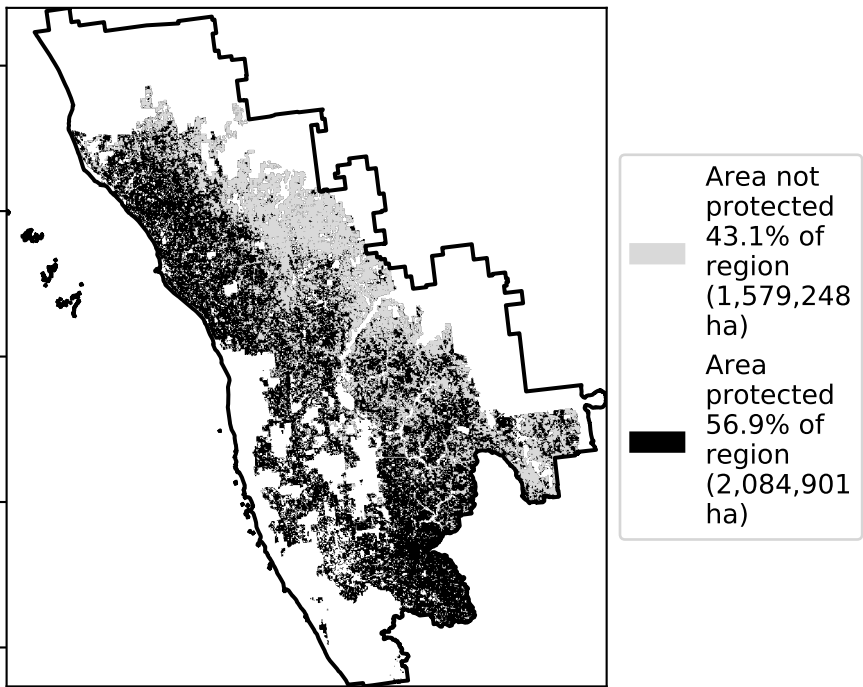 Area not
protected
43.1% of
region
(1,579,248
ha)
Area
protected
56.9% of
region
(2,084,901
ha)